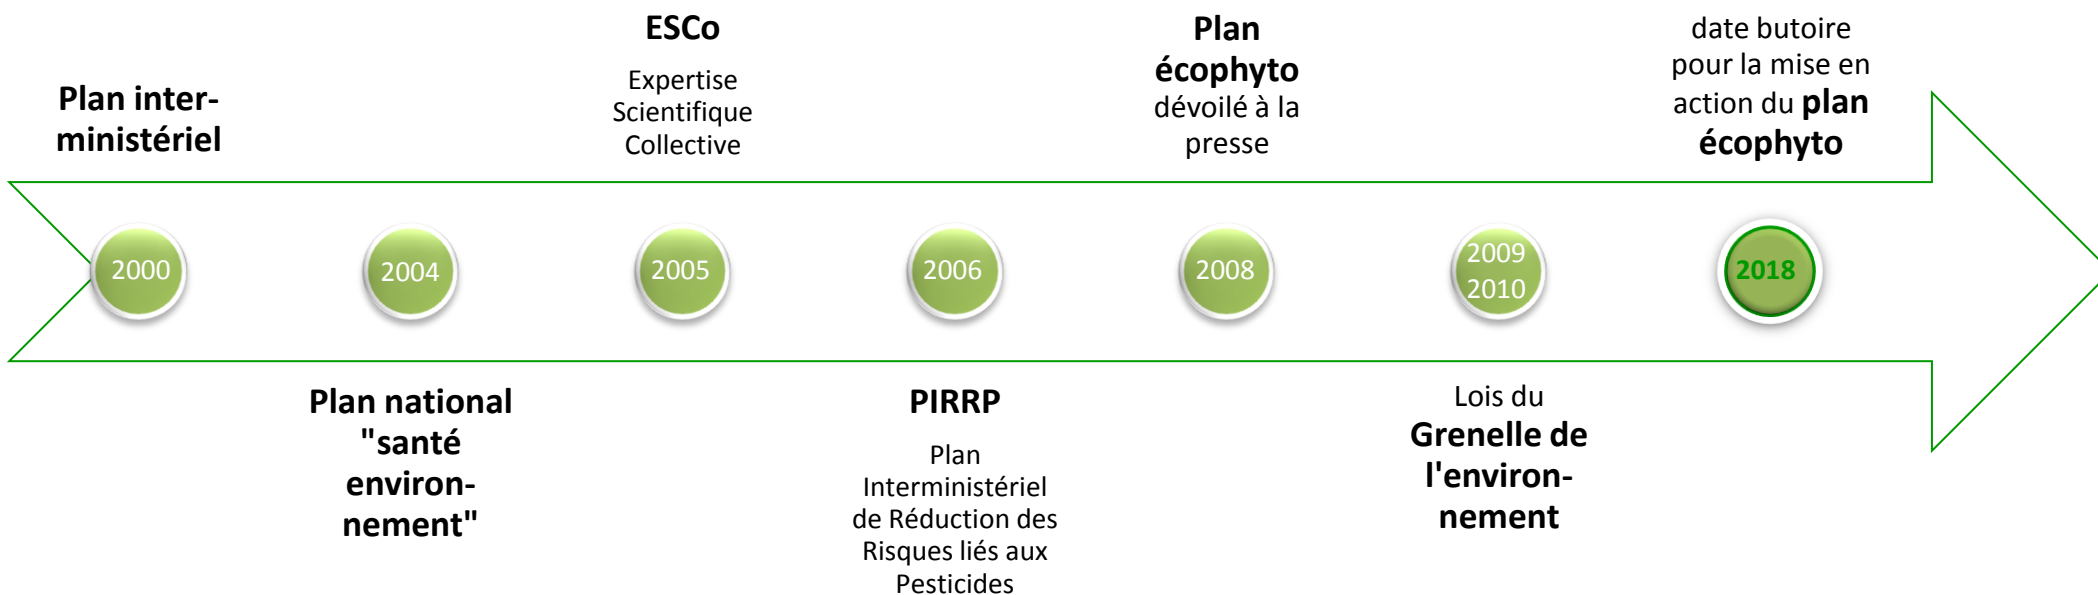 Plan inter-
ministériel
ESCo
Expertise
Scientifique
Collective
Plan
écophyto
dévoilé à la
presse
date butoire
pour la mise en
action du plan
écophyto
2000
2004
2005
2006
2008
2009
2010
2018
Plan national
"santé
environ-
nement"
PIRRP
Plan
Interministériel
de Réduction des
Risques liés aux
Pesticides
Lois du
Grenelle de
l'environ-
nement